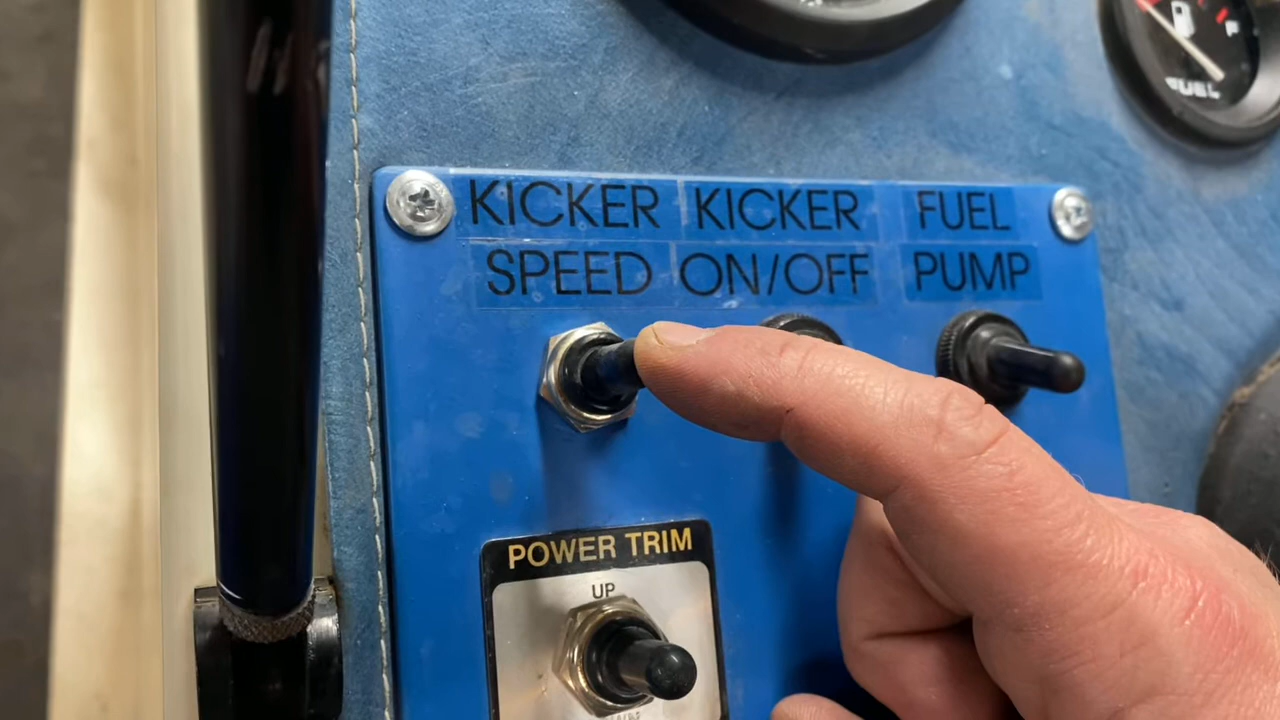 F
FUEL
KICKER KICKER FUEL
SPEED ON/OFF PUMP
POWER TRIM
UP